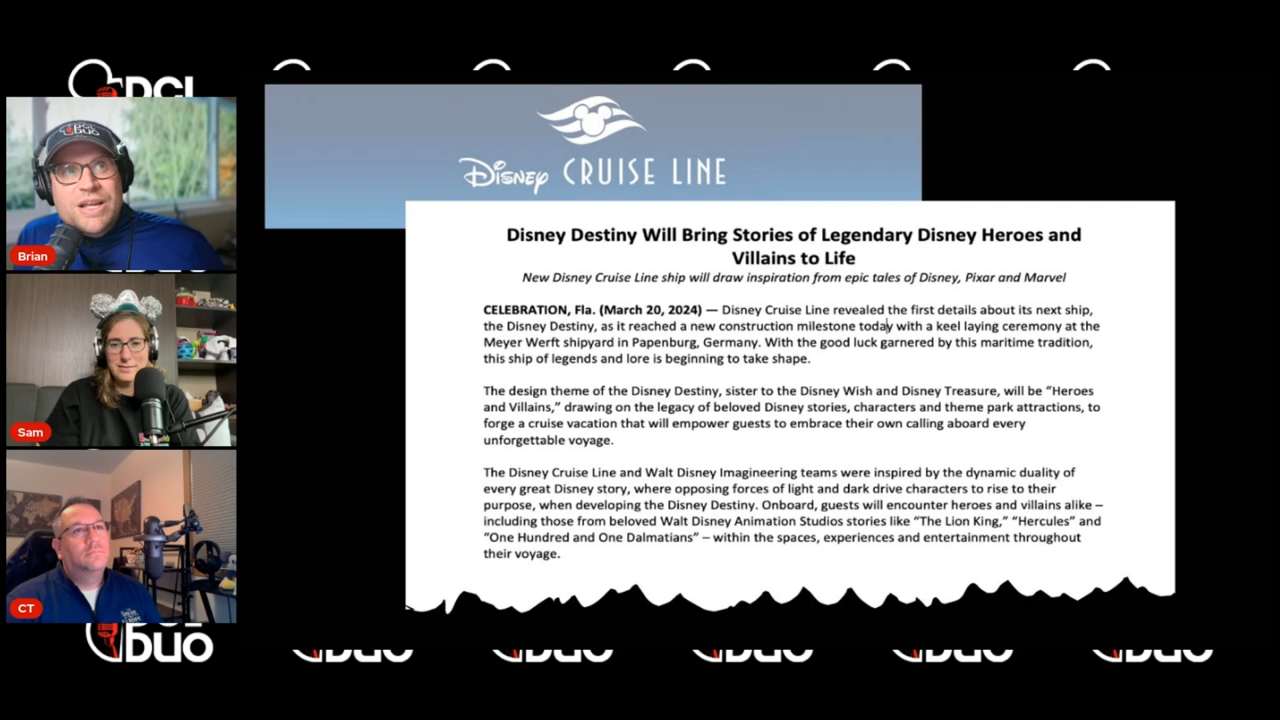 DCL
DCL
DUO
Brian
Sam
CT
DCL
DUO
DUO
DUO
DUO
DUO
DUO
Disney CRUISE LINE
Disney Destiny Will Bring Stories of Legendary Disney Heroes and
Villains to Life
New Disney Cruise Line ship will draw inspiration from epic tales of Disney, Pixar and Marvel
CELEBRATION, Fla. (March 20, 2024) — Disney Cruise Line revealed the first details about its next ship,
the Disney Destiny, as it reached a new construction milestone today with a keel laying ceremony at the
Meyer Werft shipyard in Papenburg, Germany. With the good luck garnered by this maritime tradition,
this ship of legends and lore is beginning to take shape.
The design theme of the Disney Destiny, sister to the Disney Wish and Disney Treasure, will be “Heroes
and Villains,” drawing on the legacy of beloved Disney stories, characters and theme park attractions, to
forge a cruise vacation that will empower guests to embrace their own calling aboard every
unforgettable voyage.
The Disney Cruise Line and Walt Disney Imagineering teams were inspired by the dynamic duality of
every great Disney story, where opposing forces of light and dark drive characters to rise to their
purpose, when developing the Disney Destiny. Onboard, guests will encounter heroes and villains alike –
including those from beloved Walt Disney Animation Studios stories like “The Lion King,” “Hercules” and
“One Hundred and One Dalmatians” – within the spaces, experiences and entertainment throughout
their voyage.